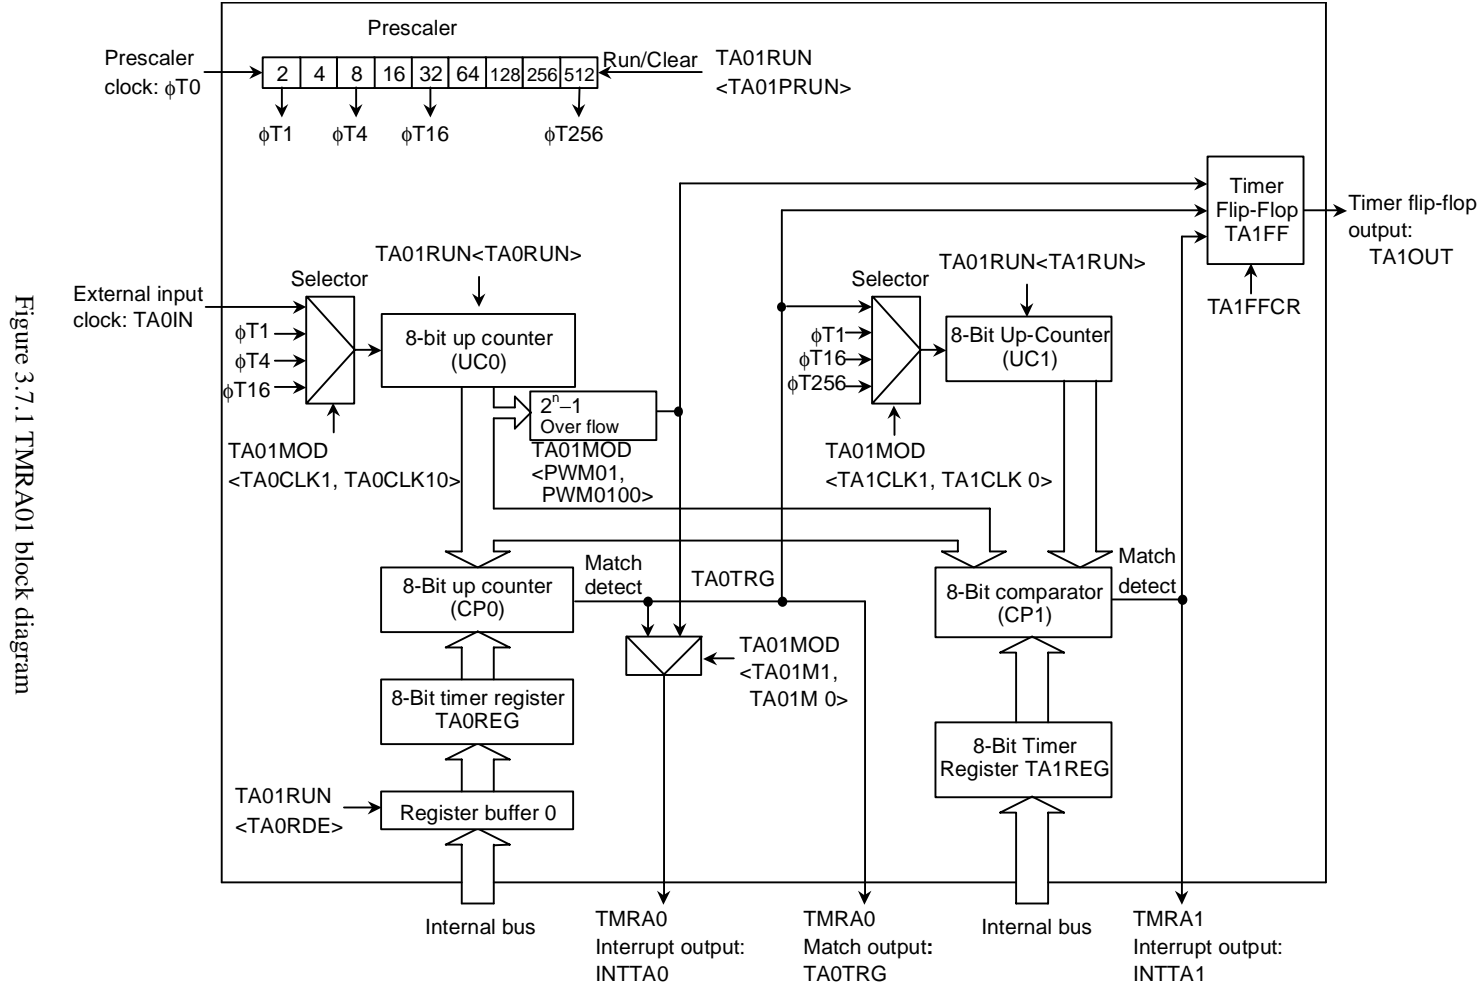 Prescaler
Prescaler
clock: ϕT0
2 4 8 16 32 64 128 256 512
Run/Clear
TA01RUN
<TA01PRUN>
ϕT1
ϕT4
ϕT16
ϕT256
Timer
Flip-Flop
TA1FF
Timer flip-flop
output:
TA1OUT
TA1FFCR
External input
clock: TA0IN
Selector
ϕT1
ϕT4
ϕT16
TA01RUN<TA0RUN>
8-bit up counter
(UC0)
TA01MOD
<TA0CLK1, TA0CLK10>
2n–1
Over flow
TA01MOD
<PWM01,
PWM0100>
Selector
ϕT1
ϕT16
ϕT256
TA01RUN<TA1RUN>
8-Bit Up-Counter
(UC1)
TA01MOD
<TA1CLK1, TA1CLK 0>
8-Bit up counter
(CP0)
Match
detect
TA0TRG
8-Bit comparator
(CP1)
Match
detect
TA01MOD
<TA01M1,
TA01M 0>
8-Bit timer register
TA0REG
8-Bit Timer
Register TA1REG
TA01RUN
<TA0RDE>
Register buffer 0
Internal bus
TMRA0
Interrupt output:
INTTA0
TMRA0
Match output:
TA0TRG
Internal bus
TMRA1
Interrupt output:
INTTA1
Figure 3.7.1 TMRA01 block diagram